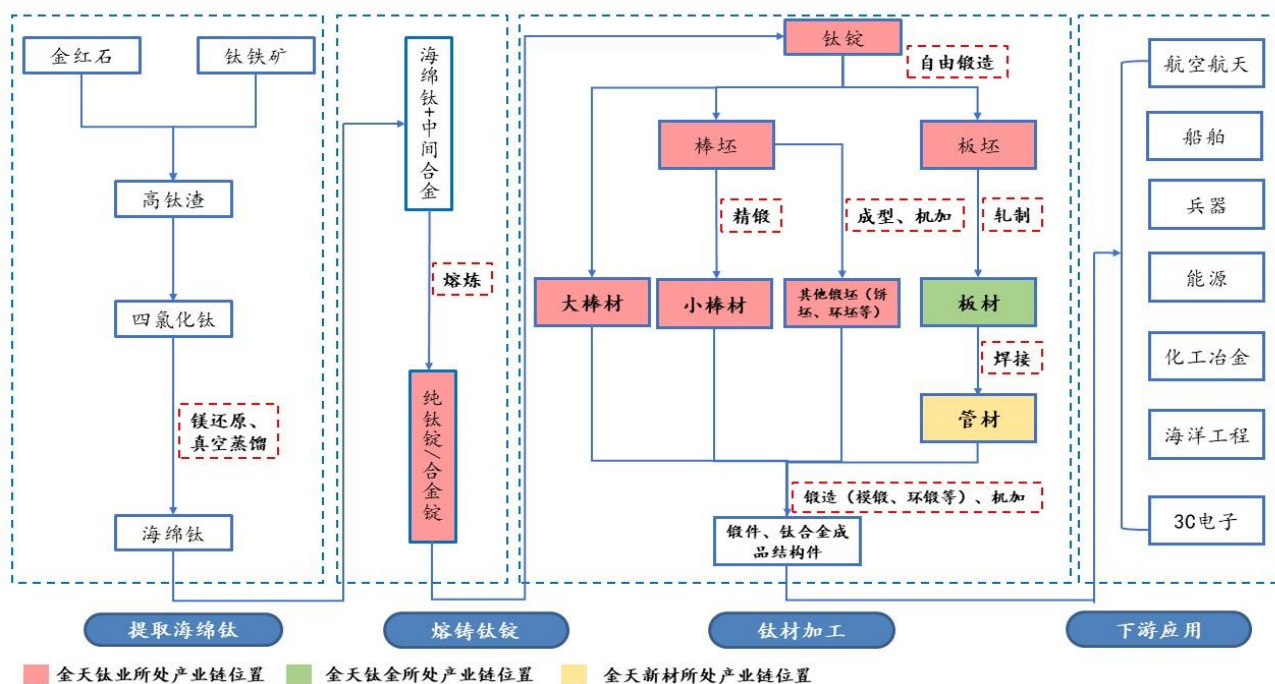 金红石
钛铁矿
高钛渣
四氯化钛
镁还原、
真空蒸馏
海绵钛
提取海绵钛
海绵钛+中间合金
熔炼
纯钛锭/合金锭
熔铸钛锭
钛锭
自由锻造
棒坯
板坯
精锻
成型、机加
轧制
大棒材
小棒材
其他锻坯（饼
坯、环坯等）
板材
焊接
管材
锻造（模锻、环锻等）、机加
锻件、钛合金成
品结构件
钛材加工
航空航天
船舶
兵器
能源
化工冶金
海洋工程
3C电子
下游应用
金天钛业所处产业链位置
金天钛金所处产业链位置
金天新材所处产业链位置